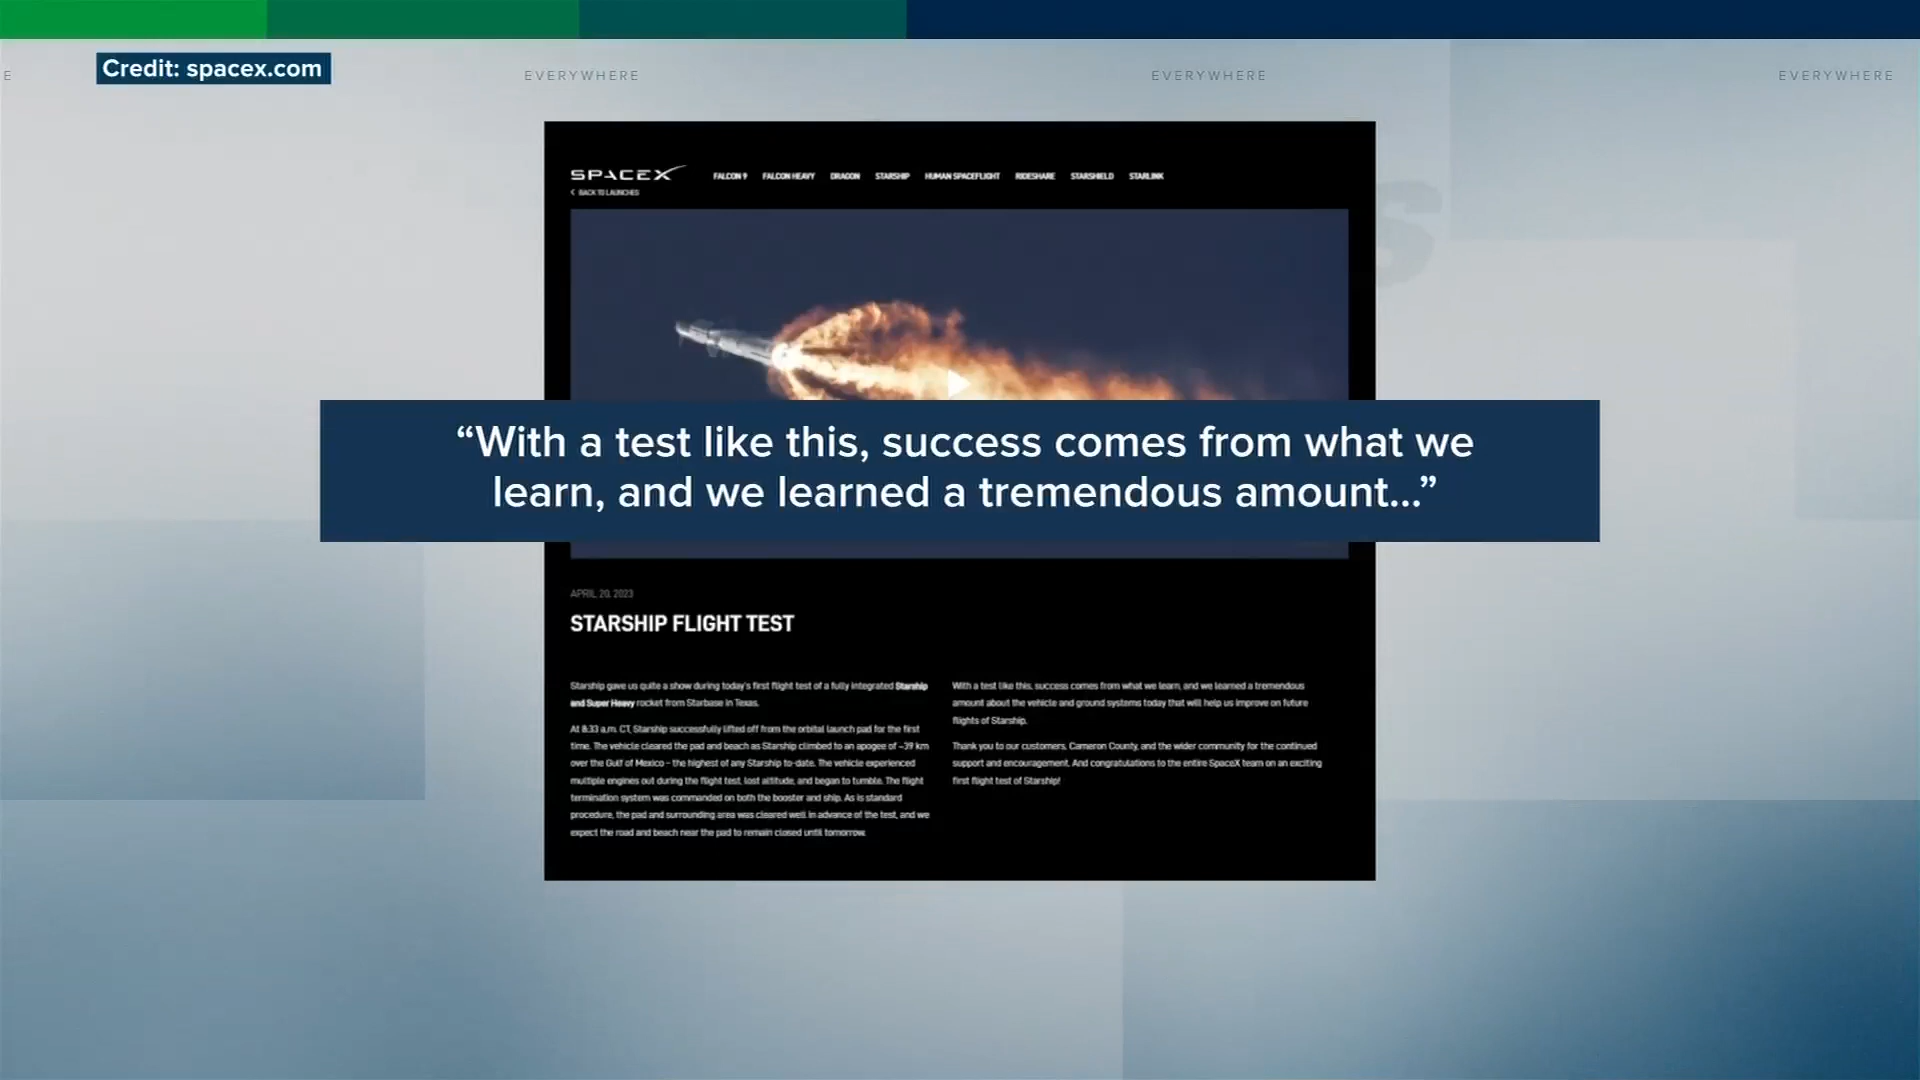 Credit: spacex.com
E
EVERYWHERE
EVERYWHERE
EVERYWHERE
SPACEX
FALCON 9 FALCON HEAVY DRAGON STARSHIP HUMAN SPACEFLIGHT RIDESHARE STARSHIELD STARLINK
BACK TO LAUNCHES
S
“With a test like this, success comes from what we
learn, and we learned a tremendous amount...”
APRIL 20, 2023
STARSHIP FLIGHT TEST
Starship gave us quite a show during today's first flight test of a fully integrated Starship
and Super Heavy rocket from Starbase in Texas.
At 8:33 a.m. CT, Starship successfully lifted off from the orbital launch pad for the first
time. The vehicle cleared the pad and beach as Starship climbed to an apogee of ~39 km
over the Gulf of Mexico – the highest of any Starship to-date. The vehicle experienced
multiple engines out during the flight test, lost altitude, and began to tumble. The flight
termination system was commanded on both the booster and ship. As is standard
procedure, the pad and surrounding area was cleared well in advance of the test, and we
expect the road and beach near the pad to remain closed until tomorrow.
With a test like this, success comes from what we learn, and we learned a tremendous
amount about the vehicle and ground systems today that will help us improve on future
flights of Starship.
Thank you to our customers, Cameron County, and the wider community for the continued
support and encouragement. And congratulations to the entire SpaceX team on an exciting
first flight test of Starship!